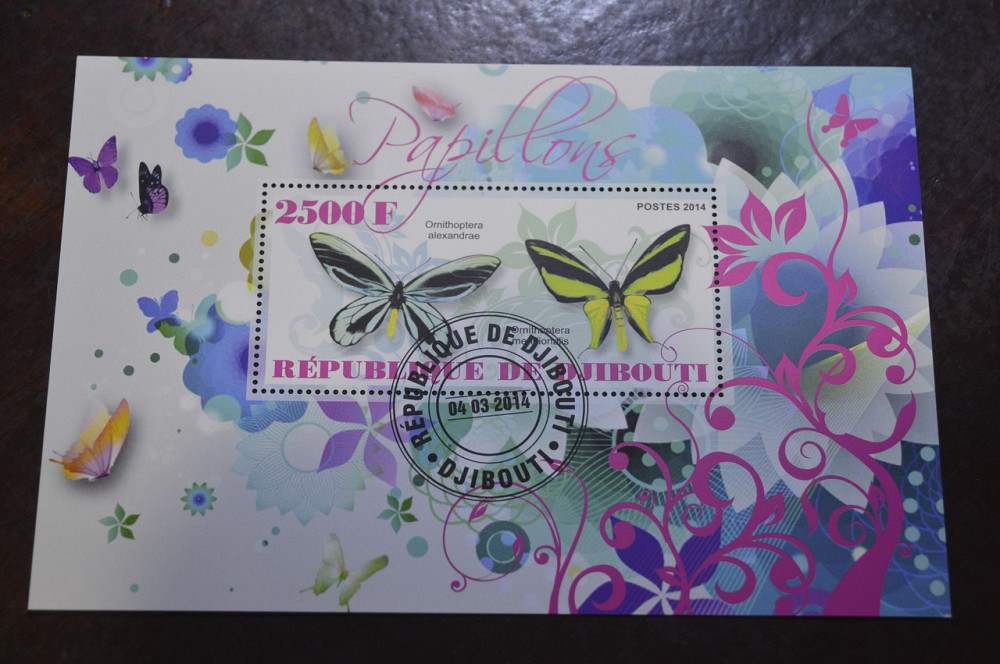 Papillons
2500 F
POSTES 2014
Ornithoptera
alexandrae
Ornithoptera
RÉPUBLIQUE DE DJIBOUTI
RÉPUBLIQUE DE DJIBOUTI
04 03 2014
DJIBOUTI